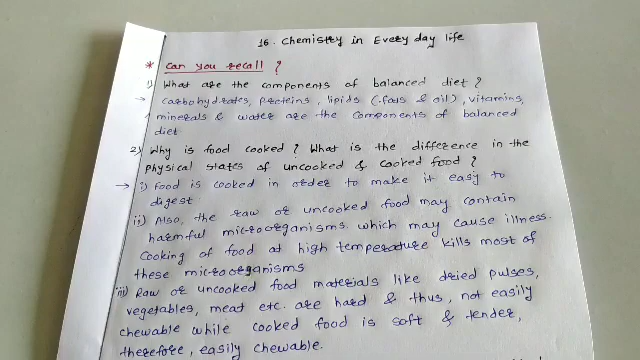 16. Chemistry in Every day life
* Can you recall ?
1) What are the components of balanced diet ?
→ carbohydrates, proteins, lipids (fats & oil), vitamins,
minerals & water are the components of balanced
diet
2) Why is food cooked ? What is the difference in the
physical states of uncooked & cooked food ?
→ i) Food is cooked in order to make it easy to
digest
ii) Also, the raw or uncooked food may contain
harmful microorganisms which may cause illness.
Cooking of food at high temperature kills most of
these microorganisms
iii) Raw or uncooked food materials like dried pulses,
vegetables, meat etc. are hard & thus, not easily
chewable while cooked food is soft & tender,
therefore, easily chewable.